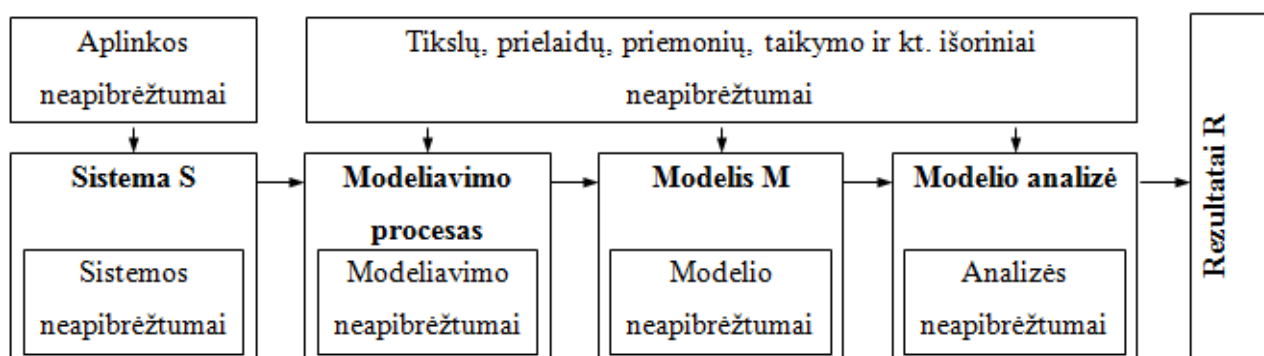 Aplinkos
neapibrėžtumai
Tikslų, prielaidų, priemonių, taikymo ir kt. išoriniai
neapibrėžtumai
Sistema S
Sistemos
neapibrėžtumai
Modeliavimo
procesas
Modeliavimo
neapibrėžtumai
Modelis M
Modelio
neapibrėžtumai
Modelio analizė
Analizės
neapibrėžtumai
Rezultatai R